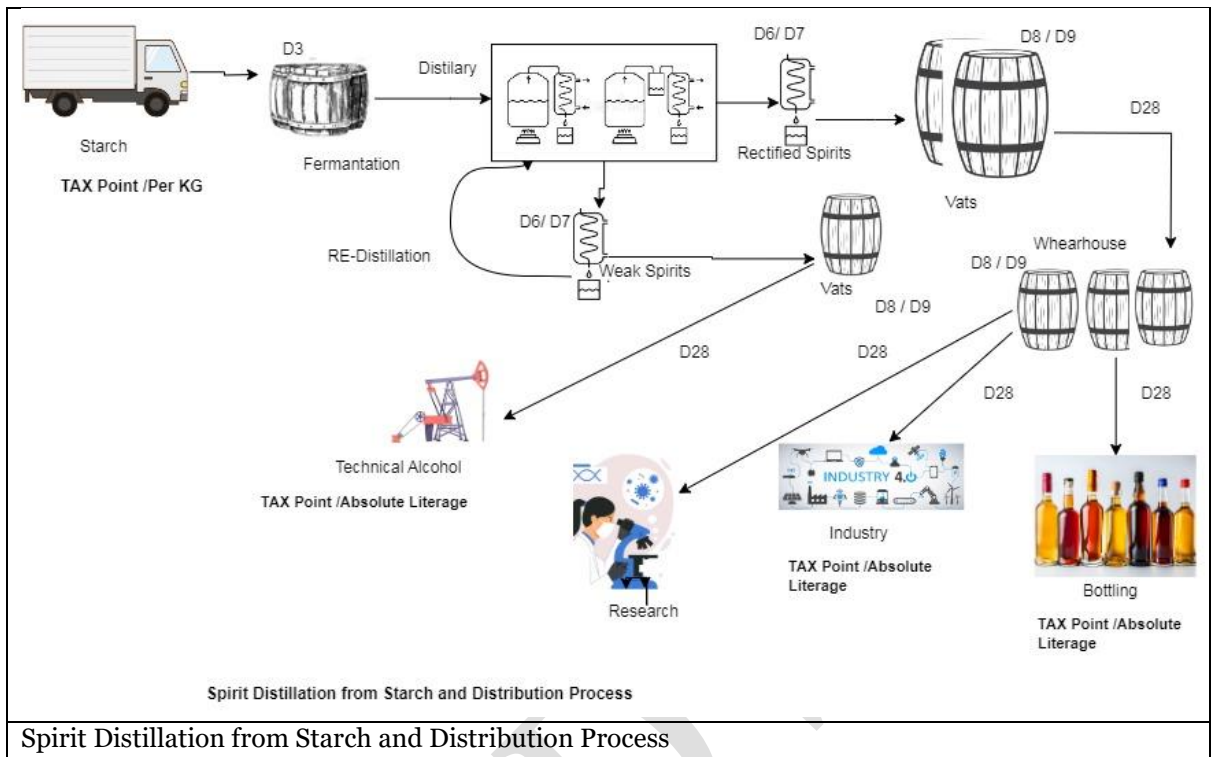 D3
Distilary
D6/ D7
D8 / D9
D28
Starch
TAX Point /Per KG
Fermantation
Rectified Spirits
Vats
D6/ D7
RE-Distillation
Weak Spirits
Vats
D8 / D9
Whearhouse
D8 / D9
D28
D28
D28
D28
Technical Alcohol
TAX Point /Absolute Literage
Research
INDUSTRY 4.0
Industry
TAX Point /Absolute
Literage
Bottling
TAX Point /Absolute
Literage
Spirit Distillation from Starch and Distribution Process
Spirit Distillation from Starch and Distribution Process